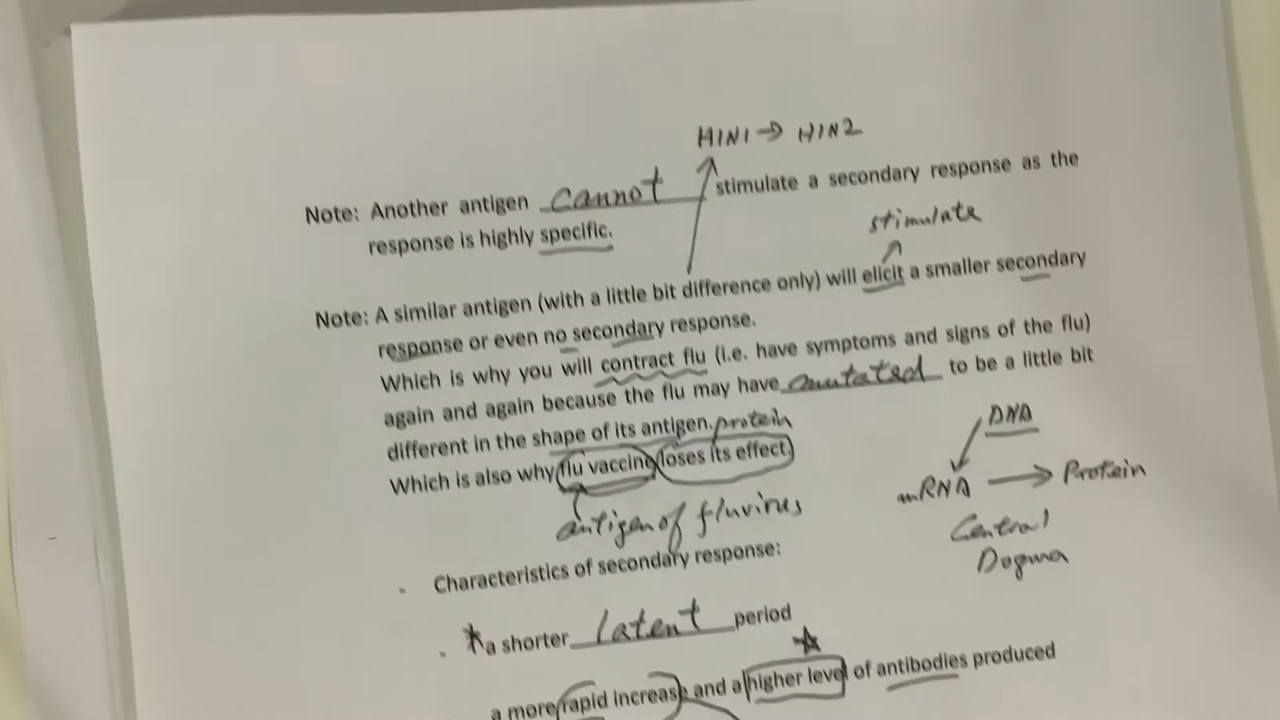 H1N1 → H1N2
Note: Another antigen cannot stimulate a secondary response as the
response is highly specific.
stimulate
Note: A similar antigen (with a little bit difference only) will elicit a smaller secondary
response or even no secondary response.
Which is why you will contract flu (i.e. have symptoms and signs of the flu)
again and again because the flu may have mutated to be a little bit
different in the shape of its antigen. protein
Which is also why flu vaccine loses its effect.
antigen of flu virus
DNA
mRNA → Protein
Central
Dogma
Characteristics of secondary response:
*a shorter latent period
a more rapid increase and a higher level of antibodies produced